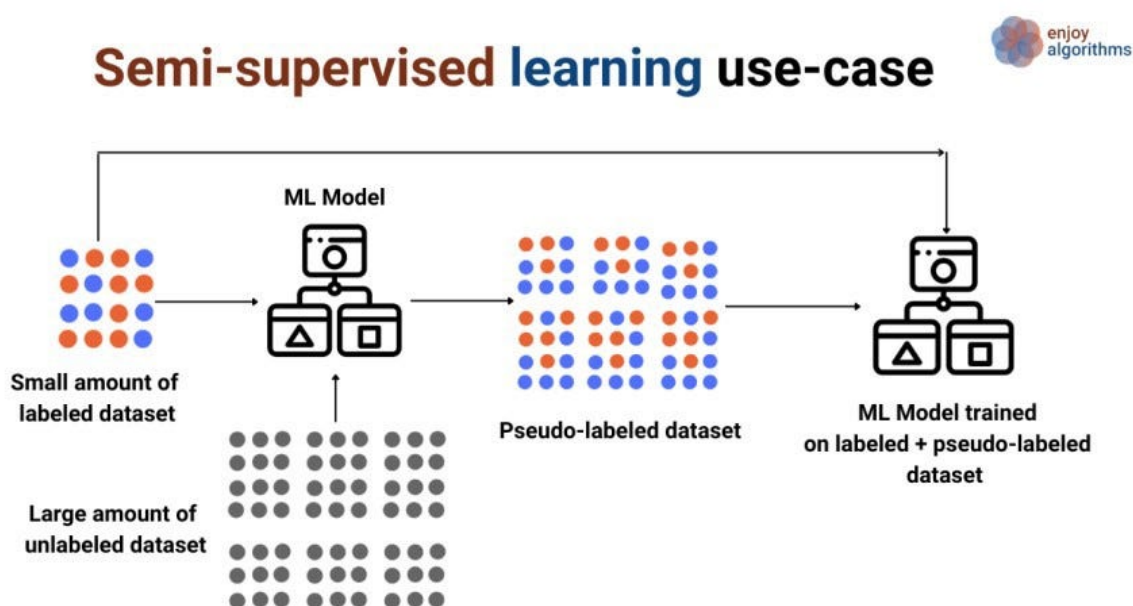 enjoy
algorithms
Semi-supervised learning use-case
ML Model
Small amount of
labeled dataset
Pseudo-labeled dataset
ML Model trained
on labeled + pseudo-labeled
dataset
Large amount of
unlabeled dataset